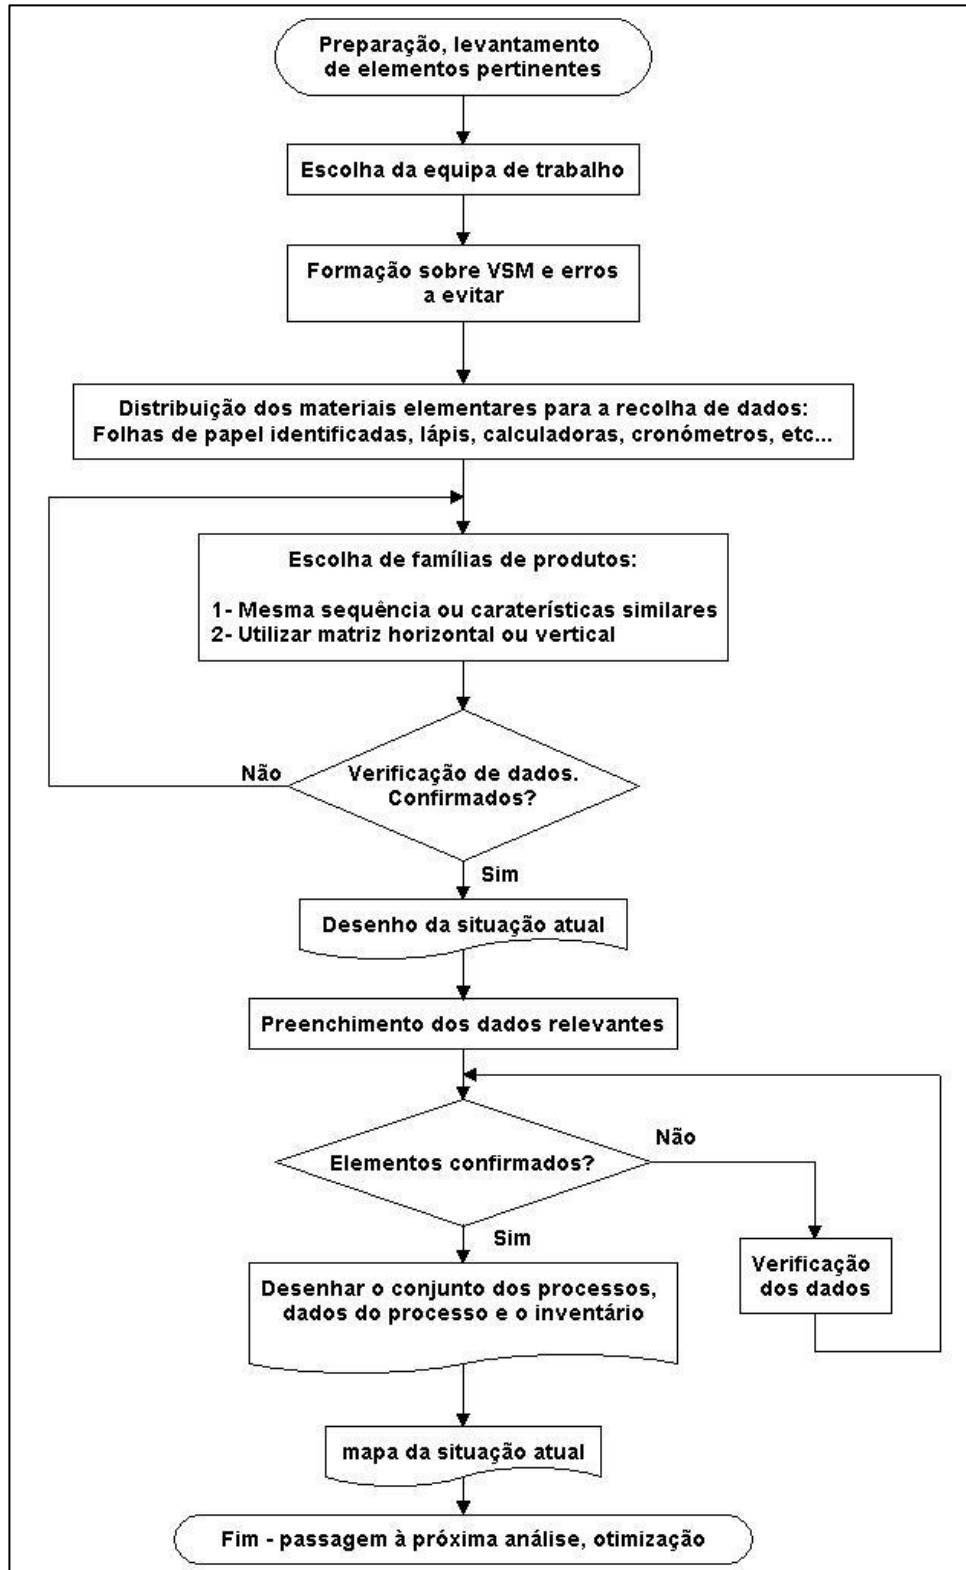 Preparação, levantamento
de elementos pertinentes
Escolha da equipa de trabalho
Formação sobre VSM e erros
a evitar
Distribuição dos materiais elementares para a recolha de dados:
Folhas de papel identificadas, lápis, calculadoras, cronómetros, etc...
Escolha de famílias de produtos:
1- Mesma sequência ou caraterísticas similares
2- Utilizar matriz horizontal ou vertical
Não
Verificação de dados.
Confirmados?
Sim
Desenho da situação atual
Preenchimento dos dados relevantes
Não
Elementos confirmados?
Sim
Verificação
dos dados
Desenhar o conjunto dos processos,
dados do processo e o inventário
mapa da situação atual
Fim - passagem à próxima análise, otimização